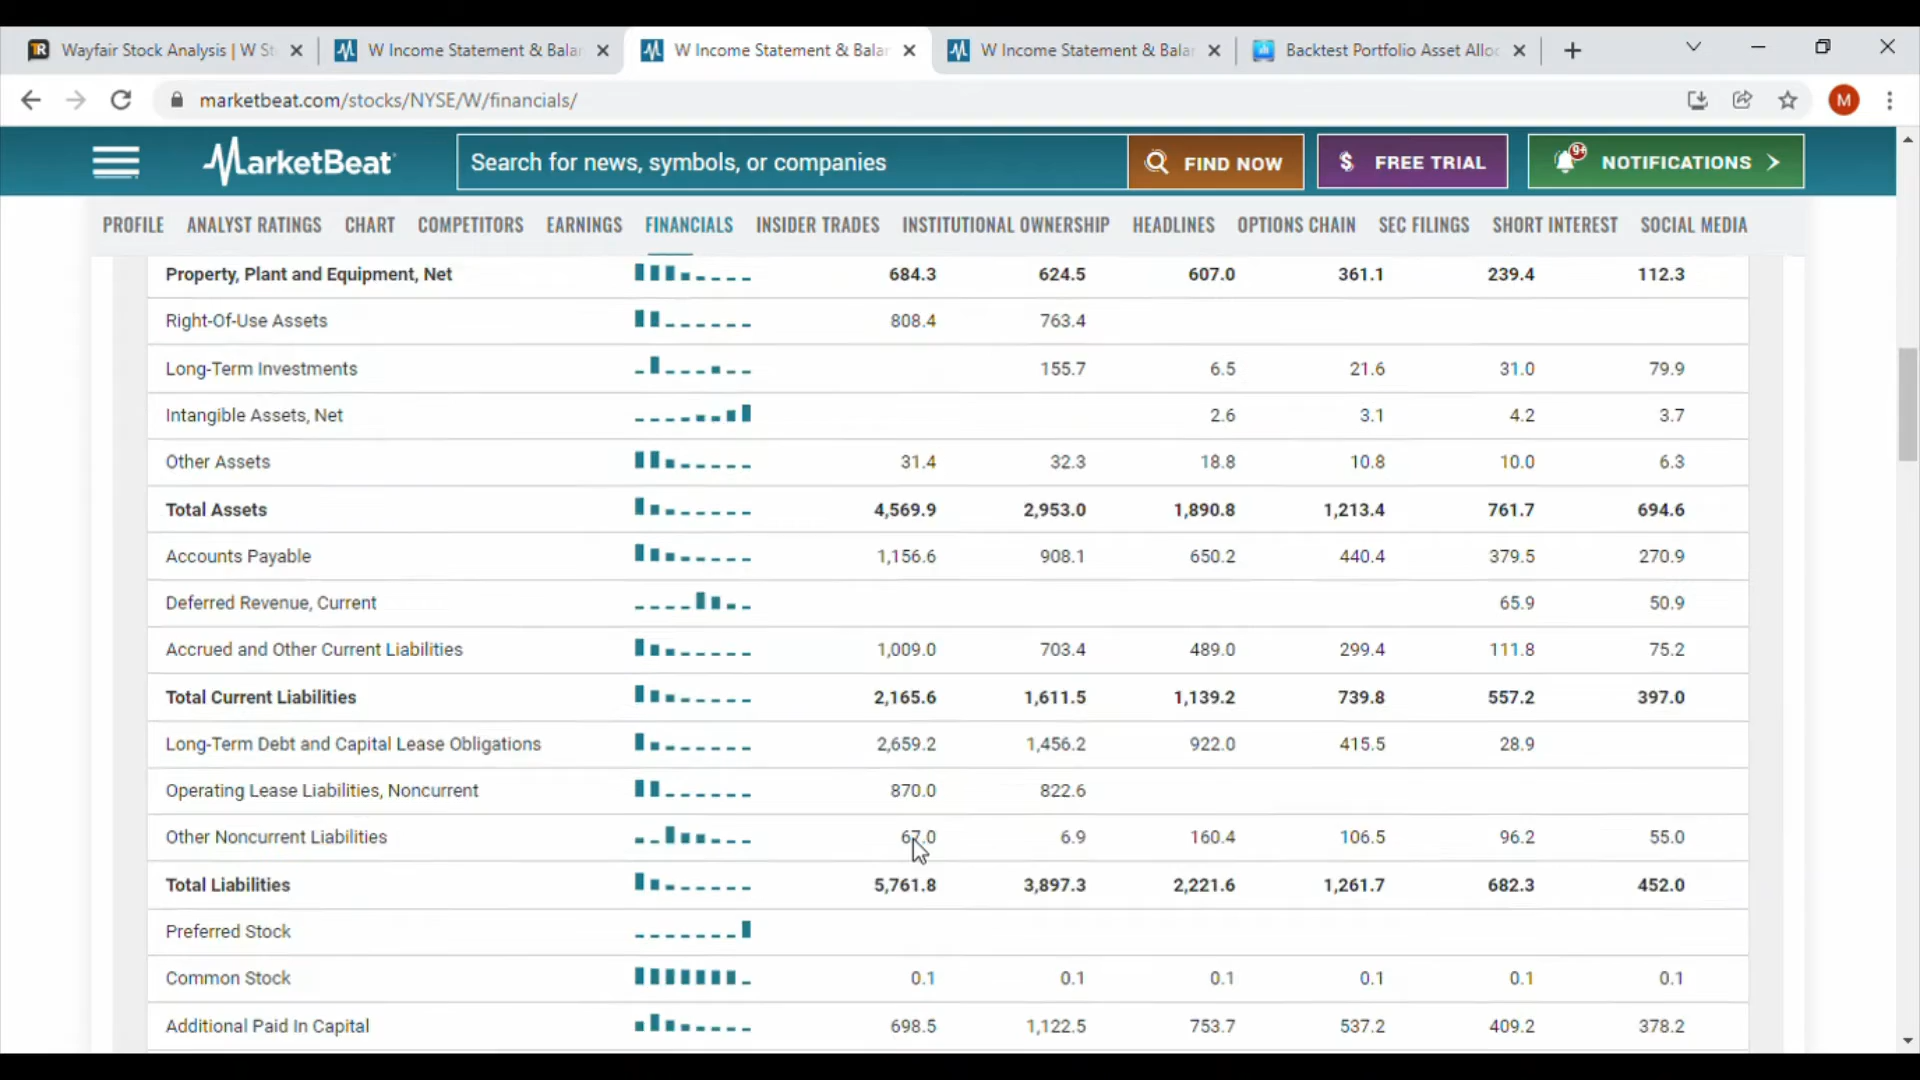 Wayfair Stock Analysis | W St
W Income Statement & Balar
W Income Statement & Balar
W Income Statement & Balar
Backtest Portfolio Asset Alloc
marketbeat.com/stocks/NYSE/W/financials/
M
MarketBeat
Search for news, symbols, or companies
FIND NOW
$ FREE TRIAL
9+ NOTIFICATIONS
PROFILE ANALYST RATINGS CHART COMPETITORS EARNINGS FINANCIALS INSIDER TRADES INSTITUTIONAL OWNERSHIP HEADLINES OPTIONS CHAIN SEC FILINGS SHORT INTEREST SOCIAL MEDIA
Property, Plant and Equipment, Net 684.3 624.5 607.0 361.1 239.4 112.3
Right-Of-Use Assets 808.4 763.4
Long-Term Investments 155.7 6.5 21.6 31.0 79.9
Intangible Assets, Net 2.6 3.1 4.2 3.7
Other Assets 31.4 32.3 18.8 10.8 10.0 6.3
Total Assets 4,569.9 2,953.0 1,890.8 1,213.4 761.7 694.6
Accounts Payable 1,156.6 908.1 650.2 440.4 379.5 270.9
Deferred Revenue, Current 65.9 50.9
Accrued and Other Current Liabilities 1,009.0 703.4 489.0 299.4 111.8 75.2
Total Current Liabilities 2,165.6 1,611.5 1,139.2 739.8 557.2 397.0
Long-Term Debt and Capital Lease Obligations 2,659.2 1,456.2 922.0 415.5 28.9
Operating Lease Liabilities, Noncurrent 870.0 822.6
Other Noncurrent Liabilities 67.0 6.9 160.4 106.5 96.2 55.0
Total Liabilities 5,761.8 3,897.3 2,221.6 1,261.7 682.3 452.0
Preferred Stock
Common Stock 0.1 0.1 0.1 0.1 0.1 0.1
Additional Paid In Capital 698.5 1,122.5 753.7 537.2 409.2 378.2